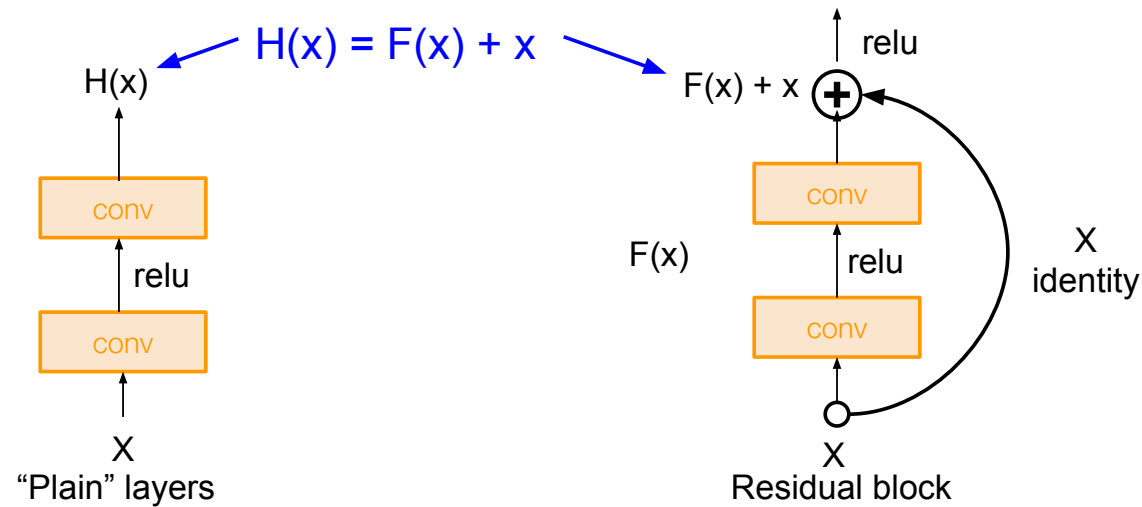 H(x) = F(x) + x
H(x)
conv
relu
conv
X
“Plain” layers
relu
F(x) + x
conv
F(x)
relu
X
identity
conv
X
Residual block